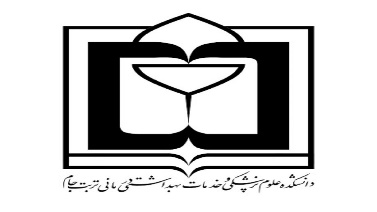 دانشکده علوم پزشکی و خدمات بهداشتی درمانی تربت جام